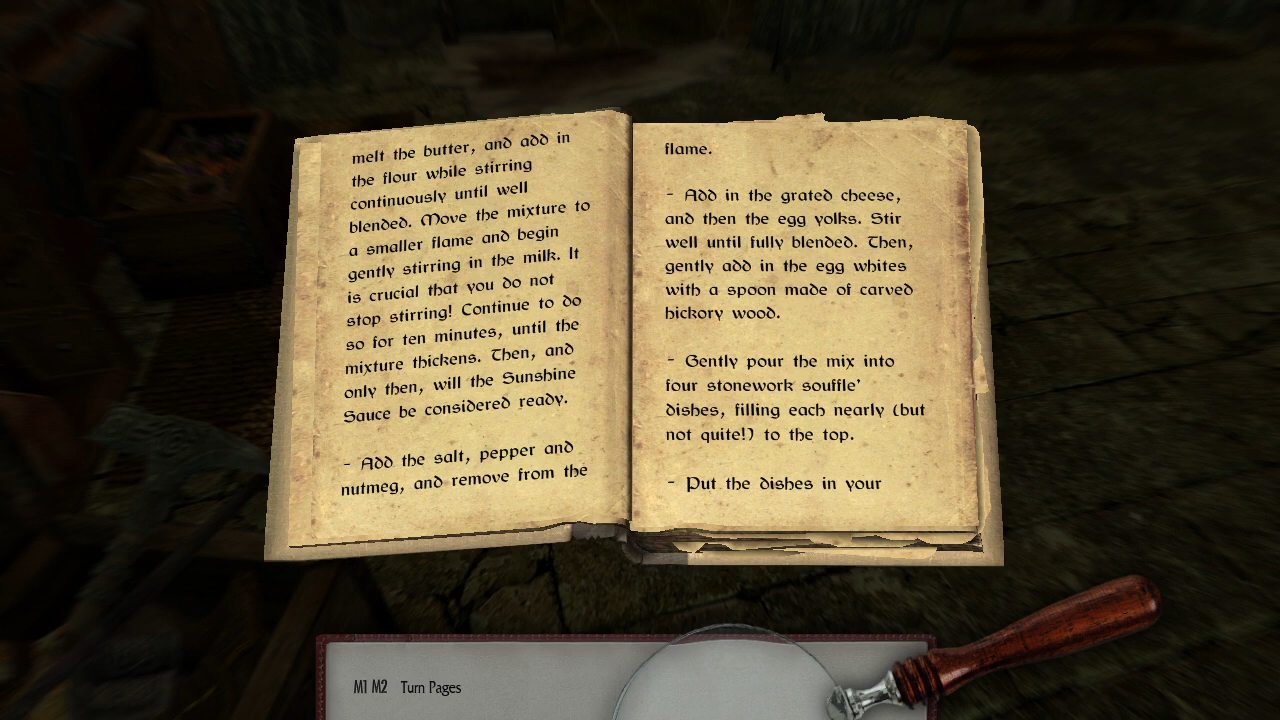 melt the butter, and add in
the flour while stirring
continuously until well
blended. Move the mixture to
a smaller flame and begin
gently stirring in the milk. It
is crucial that you do not
stop stirring! Continue to do
so for ten minutes, until the
mixture thickens. Then, and
only then, will the Sunshine
Sauce be considered ready.
- Add the salt, pepper and
nutmeg, and remove from the
flame.
- Add in the grated cheese,
and then the egg yolks. Stir
well until fully blended. Then,
gently add in the egg whites
with a spoon made of carved
hickory wood.
- Gently pour the mix into
four stonework souffle'
dishes, filling each nearly (but
not quite!) to the top.
- Put the dishes in your
M1 M2 Turn Pages